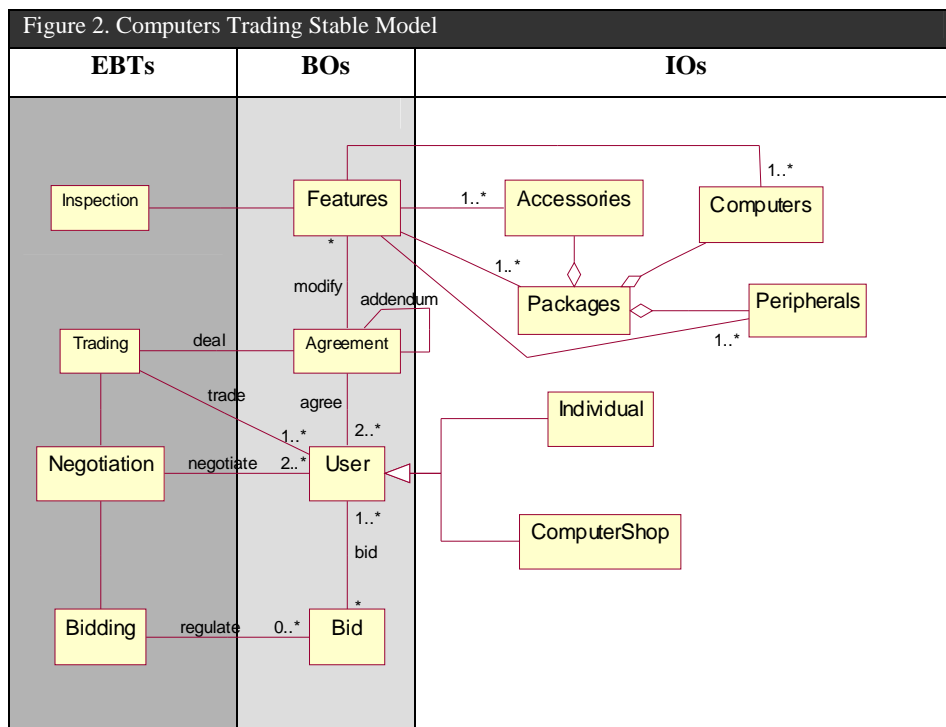 Figure 2. Computers Trading Stable Model
EBTs BOs IOs
1..*
Inspection Features 1..* Accessories Computers
* 1..*
modify addendum Packages Peripherals
Trading deal Agreement 1..*
trade agree Individual
1..* 2..*
Negotiation negotiate 2..* User
1..* ComputerShop
bid
*
Bidding regulate 0..* Bid